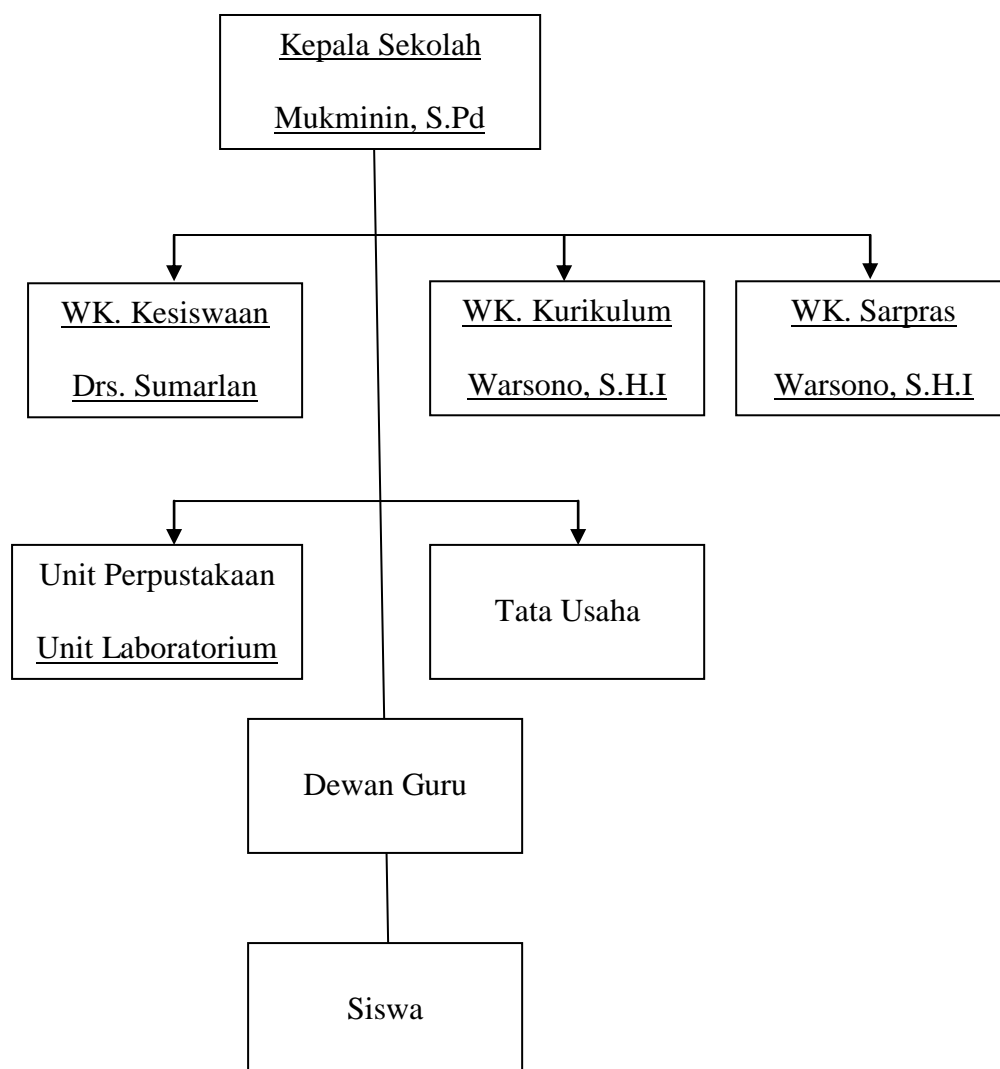 Kepala Sekolah
Mukminin, S.Pd
WK. Kesiswaan
Drs. Sumarlan
WK. Kurikulum
Warsono, S.H.I
WK. Sarpras
Warsono, S.H.I
Unit Perpustakaan
Unit Laboratorium
Tata Usaha
Dewan Guru
Siswa